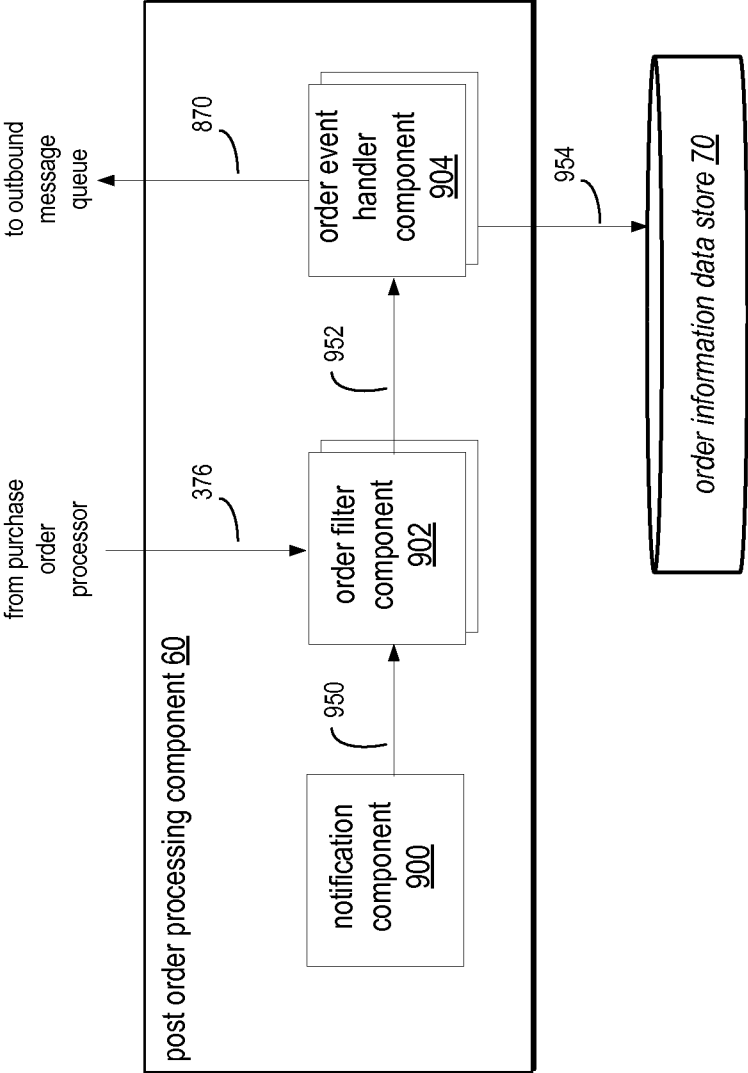 from purchase
order
processor
to outbound
message
queue
376
870
post order processing component 60
notification
component
900
950
order filter
component
902
952
order event
handler
component
904
954
order information data store 70